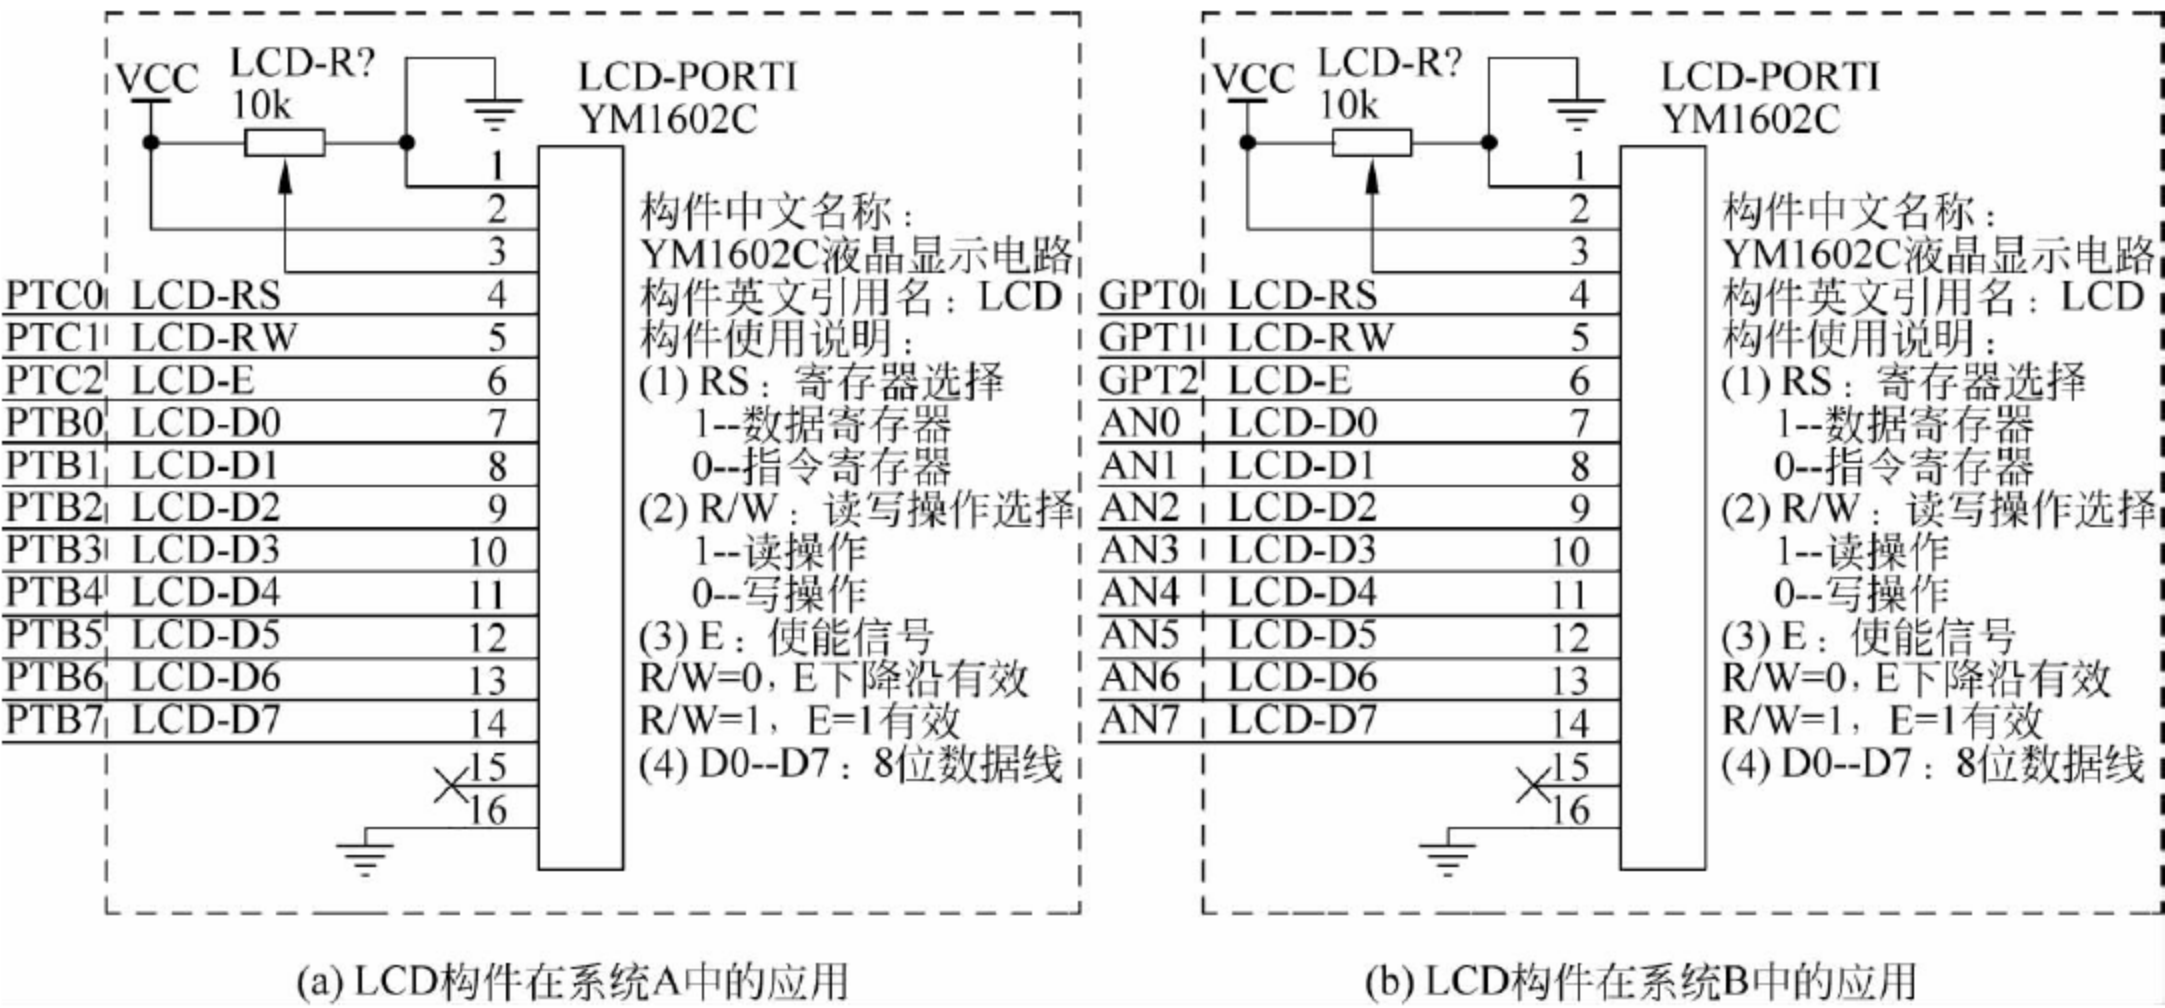 VCC
LCD-R?
10k
LCD-PORTI
YM1602C
1
2
3
PTC0 LCD-RS 4
PTC1 LCD-RW 5
PTC2 LCD-E 6
PTB0 LCD-D0 7
PTB1 LCD-D1 8
PTB2 LCD-D2 9
PTB3 LCD-D3 10
PTB4 LCD-D4 11
PTB5 LCD-D5 12
PTB6 LCD-D6 13
PTB7 LCD-D7 14
15
16
构件中文名称：
YM1602C液晶显示电路
构件英文引用名：LCD
构件使用说明：
(1) RS：寄存器选择
1--数据寄存器
0--指令寄存器
(2) R/W：读写操作选择
1--读操作
0--写操作
(3) E：使能信号
R/W=0，E下降沿有效
R/W=1，E=1有效
(4) D0--D7：8位数据线
(a) LCD构件在系统A中的应用
VCC
LCD-R?
10k
LCD-PORTI
YM1602C
1
2
3
GPT0 LCD-RS 4
GPT1 LCD-RW 5
GPT2 LCD-E 6
AN0 LCD-D0 7
AN1 LCD-D1 8
AN2 LCD-D2 9
AN3 LCD-D3 10
AN4 LCD-D4 11
AN5 LCD-D5 12
AN6 LCD-D6 13
AN7 LCD-D7 14
15
16
构件中文名称：
YM1602C液晶显示电路
构件英文引用名：LCD
构件使用说明：
(1) RS：寄存器选择
1--数据寄存器
0--指令寄存器
(2) R/W：读写操作选择
1--读操作
0--写操作
(3) E：使能信号
R/W=0，E下降沿有效
R/W=1，E=1有效
(4) D0--D7：8位数据线
(b) LCD构件在系统B中的应用